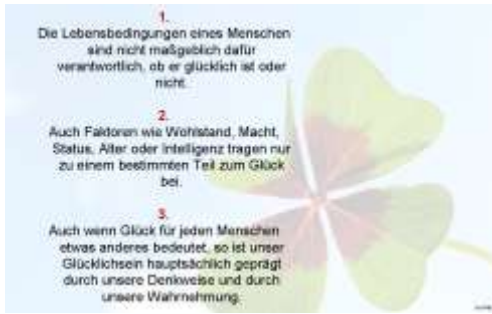 1.
Die Lebensbedingungen eines Menschen
sind nicht maßgeblich dafür
verantwortlich, ob er glücklich ist oder
nicht.
2.
Auch Faktoren wie Wohlstand, Macht,
Status, Alter oder Intelligenz tragen nur
zu einem bestimmten Teil zum Glück
bei.
3.
Auch wenn Glück für jeden Menschen
etwas anderes bedeutet, so ist unser
Glücklichsein hauptsächlich geprägt
durch unsere Denkweise und durch
unsere Wahrnehmung.